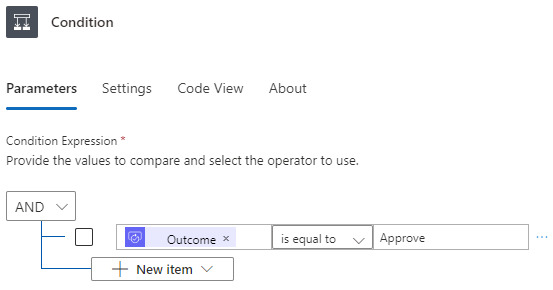 Condition
Parameters Settings Code View About
Condition Expression *
Provide the values to compare and select the operator to use.
AND
Outcome × is equal to Approve ...
+ New item